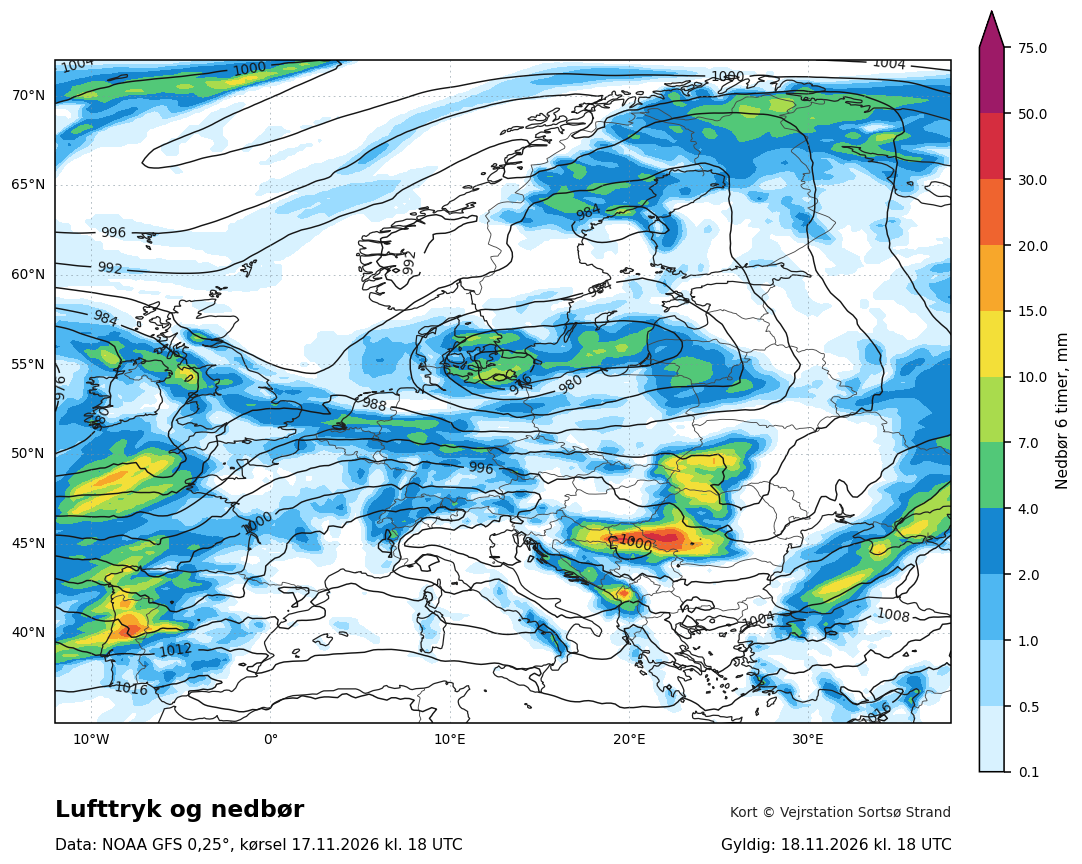 1004
1000
1000
1004
75.0
70°N
50.0
65°N
30.0
984
996
20.0
992
992
60°N
984
984
15.0
55°N
976
976
980
10.0
988
980
Nedbør 6 timer, mm
50°N
996
7.0
1000
4.0
45°N
1000
2.0
1004
1008
40°N
1012
1.0
1016
1016
0.5
10°W
0°
10°E
20°E
30°E
0.1
Lufttryk og nedbør
Kort © Vejrstation Sortsø Strand
Data: NOAA GFS 0,25°, kørsel 17.11.2026 kl. 18 UTC
Gyldig: 18.11.2026 kl. 18 UTC